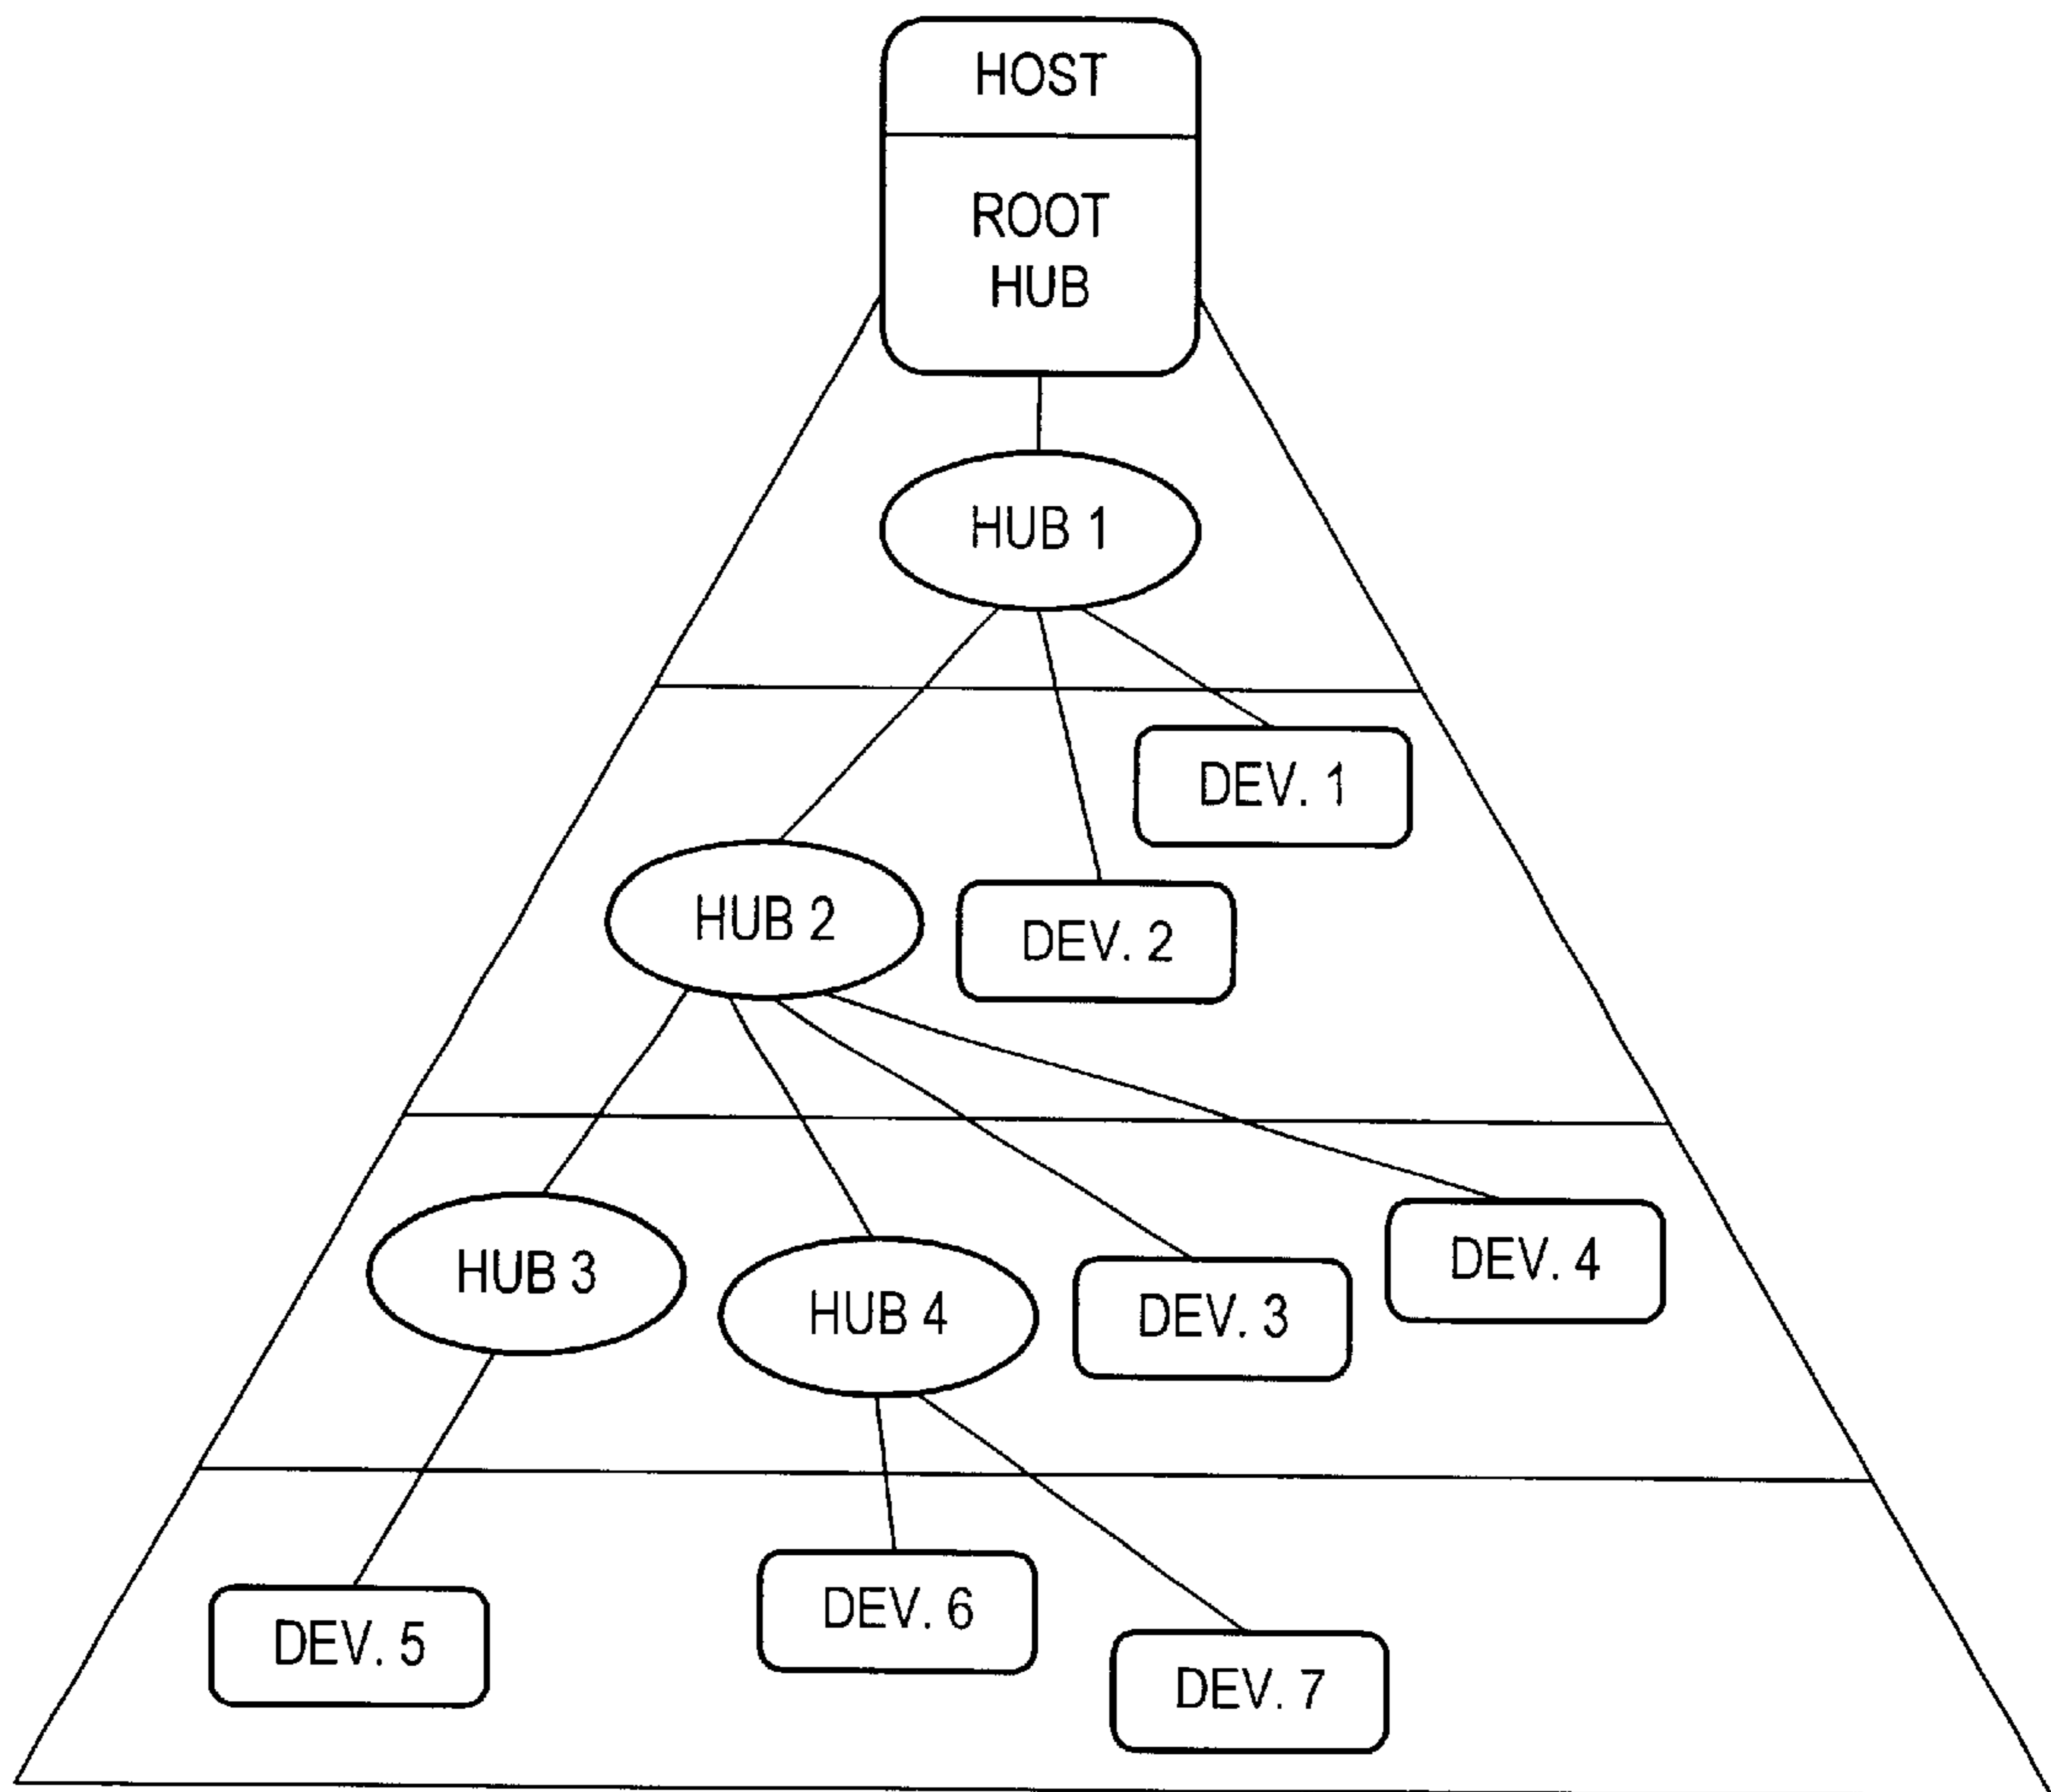 HOST
ROOT
HUB
HUB 1
DEV. 1
HUB 2
DEV. 2
HUB 3
HUB 4
DEV. 3
DEV. 4
DEV. 5
DEV. 6
DEV. 7